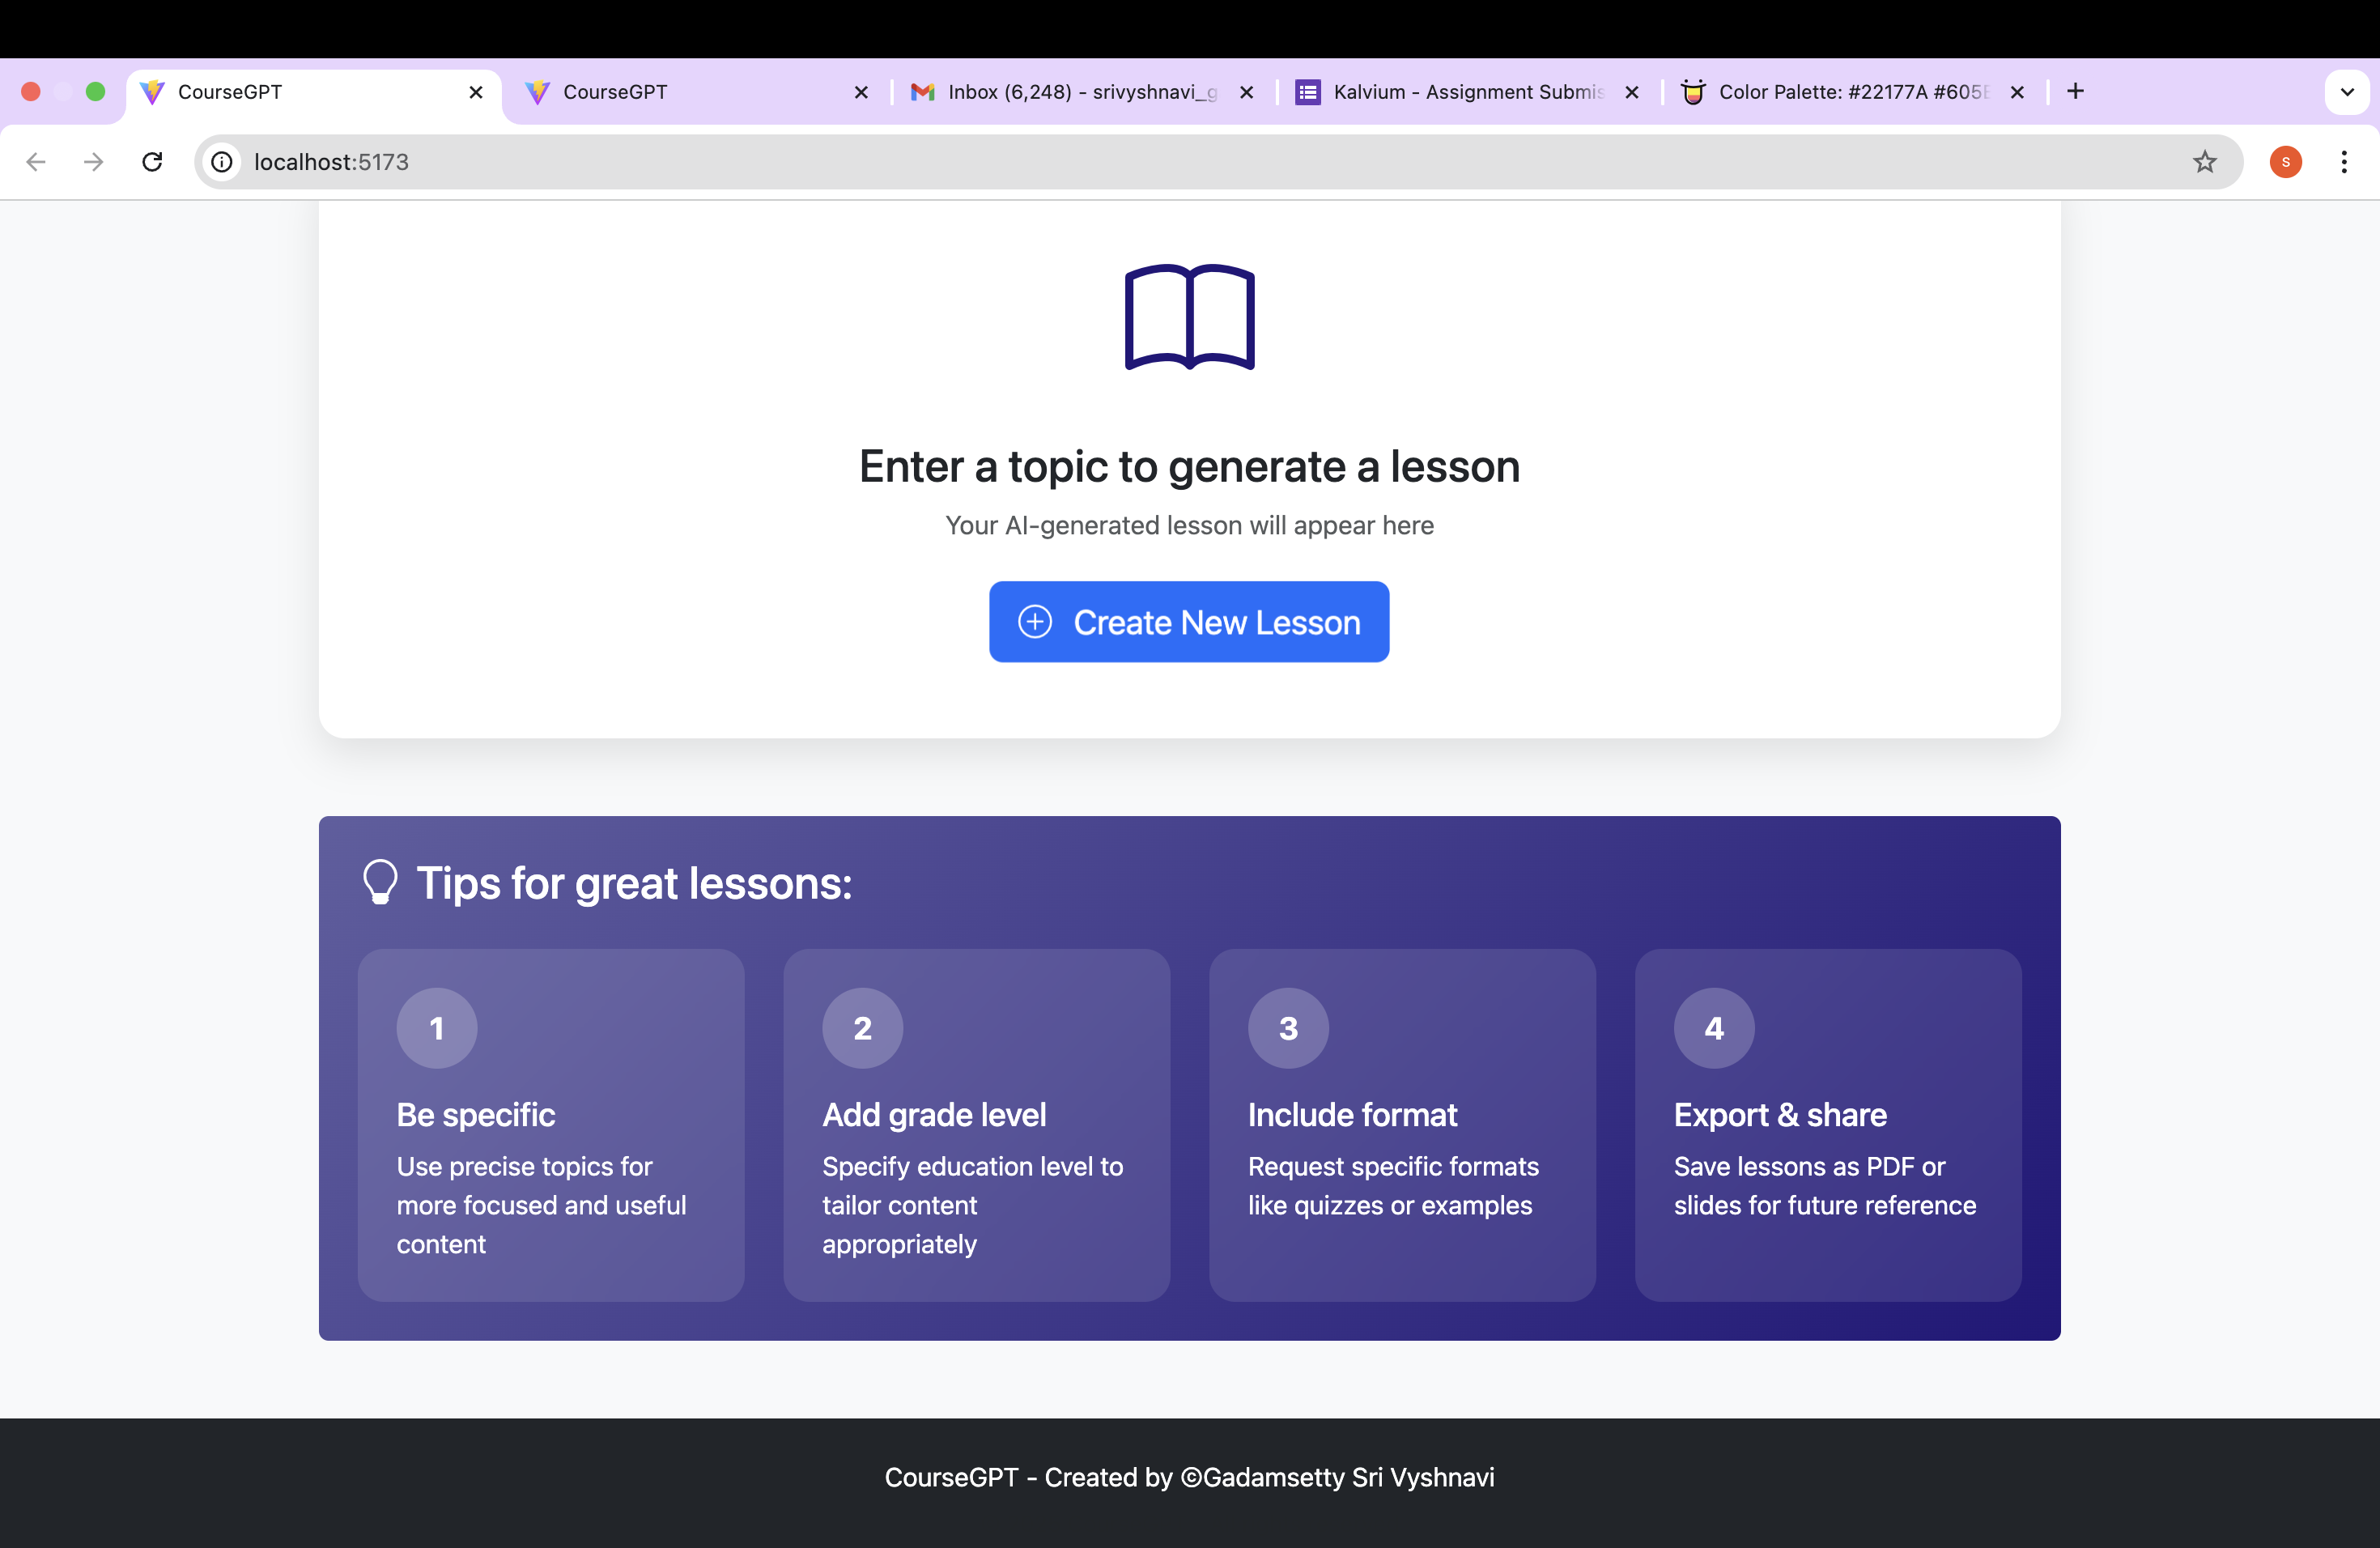 CourseGPT
CourseGPT
Inbox (6,248) - srivyshnavi_g
Kalvium - Assignment Submis
Color Palette: #22177A #605E
localhost:5173
S
Enter a topic to generate a lesson
Your AI-generated lesson will appear here
Create New Lesson
Tips for great lessons:
1
Be specific
Use precise topics for
more focused and useful
content
2
Add grade level
Specify education level to
tailor content
appropriately
3
Include format
Request specific formats
like quizzes or examples
4
Export & share
Save lessons as PDF or
slides for future reference
CourseGPT - Created by ©Gadamsetty Sri Vyshnavi